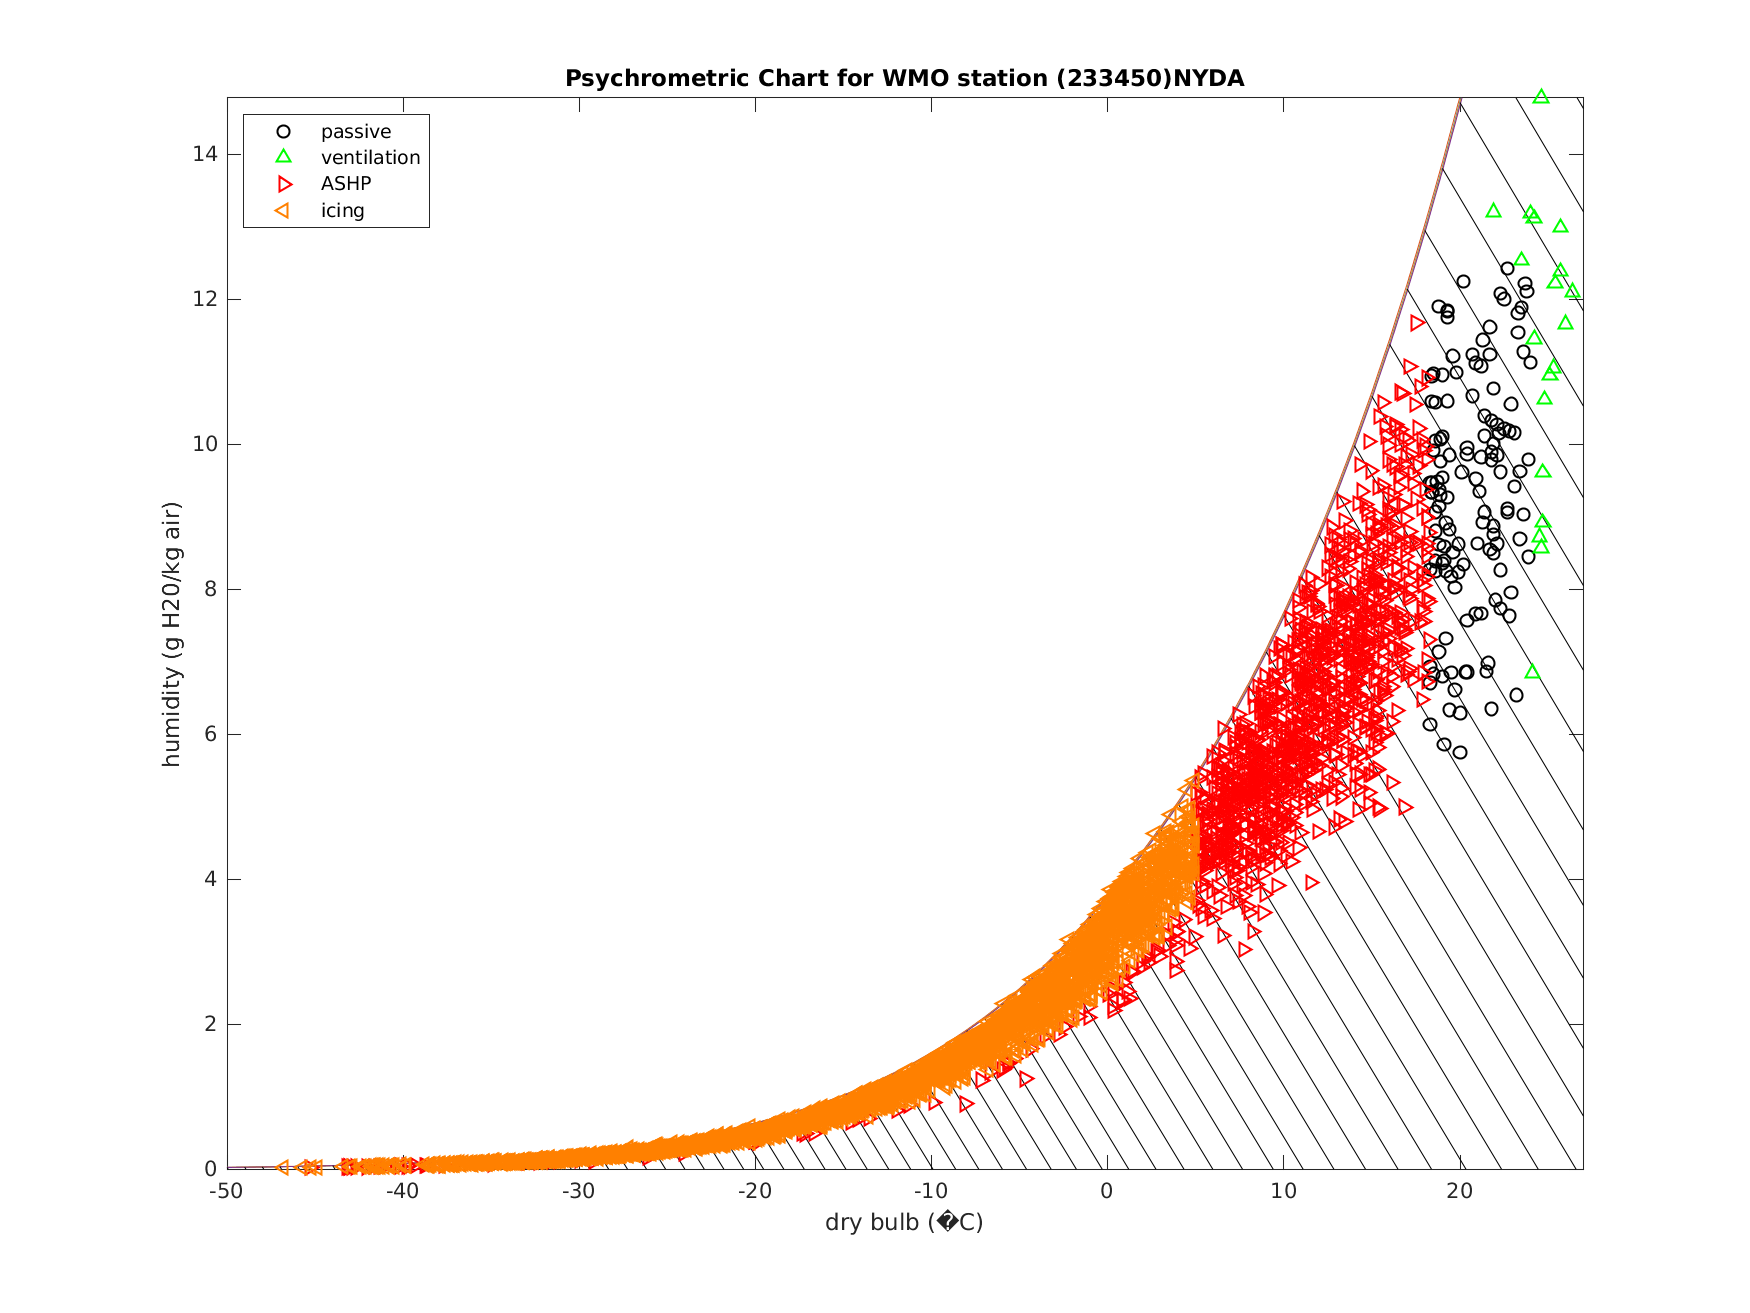 Psychrometric Chart for WMO station (233450)NYDA
passive
ventilation
ASHP
icing
humidity (g H20/kg air)
14
12
10
8
6
4
2
0
-50 -40 -30 -20 -10 0 10 20
dry bulb (�C)